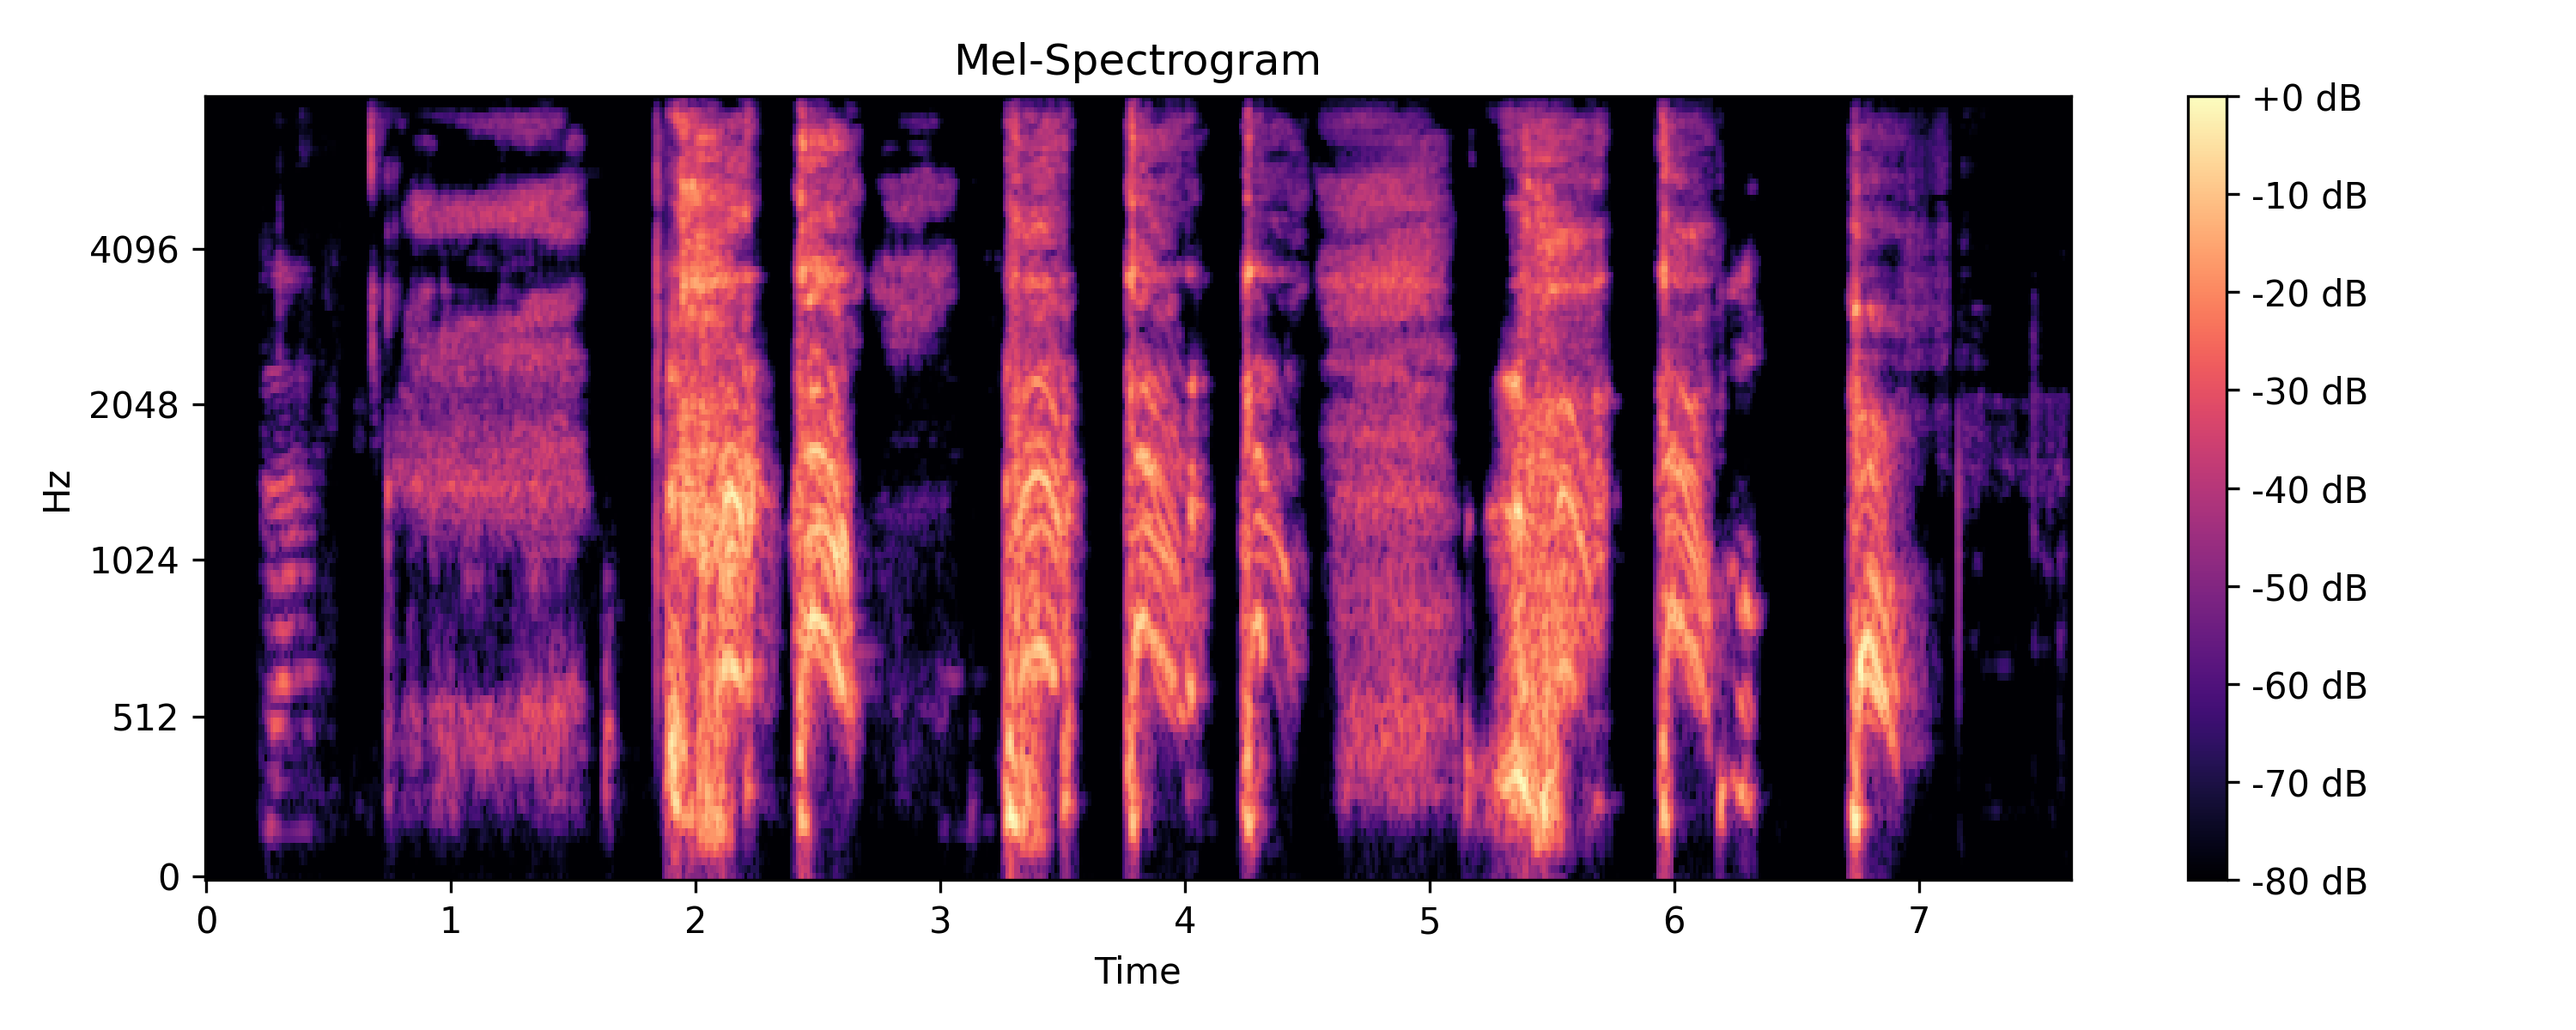 Mel-Spectrogram
Hz
4096
2048
1024
512
0
0 1 2 3 4 5 6 7
Time
+0 dB
-10 dB
-20 dB
-30 dB
-40 dB
-50 dB
-60 dB
-70 dB
-80 dB